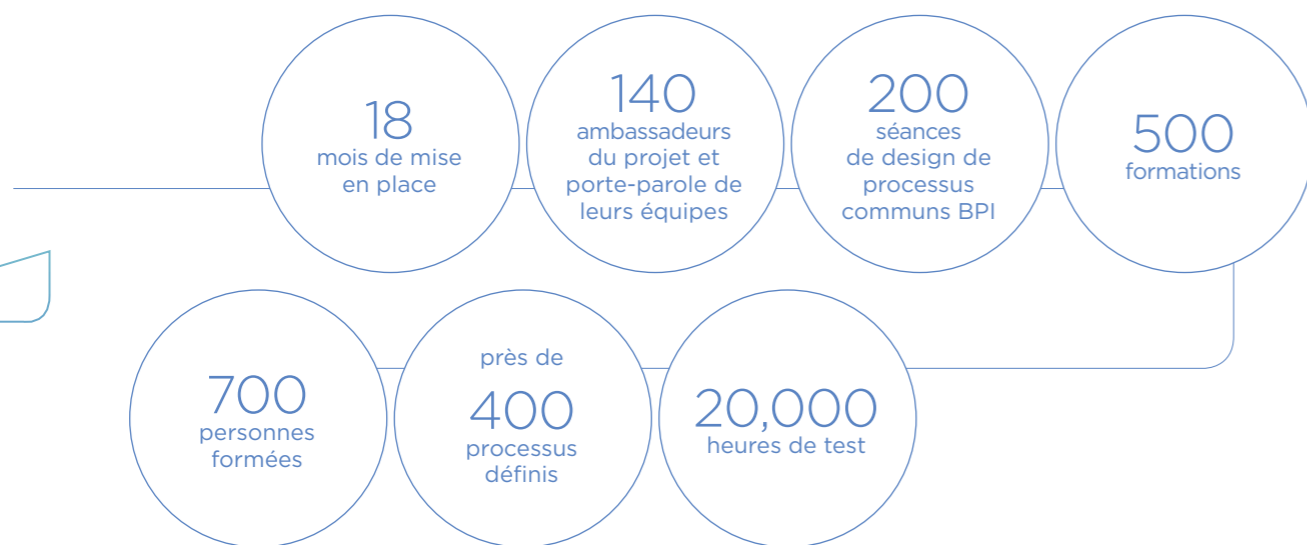 18
mois de mise
en place
140
ambassadeurs
du projet et
porte-parole de
leurs équipes
200
séances
de design de
processus
communs BPI
500
formations
700
personnes
formées
près de
400
processus
définis
20,000
heures de test